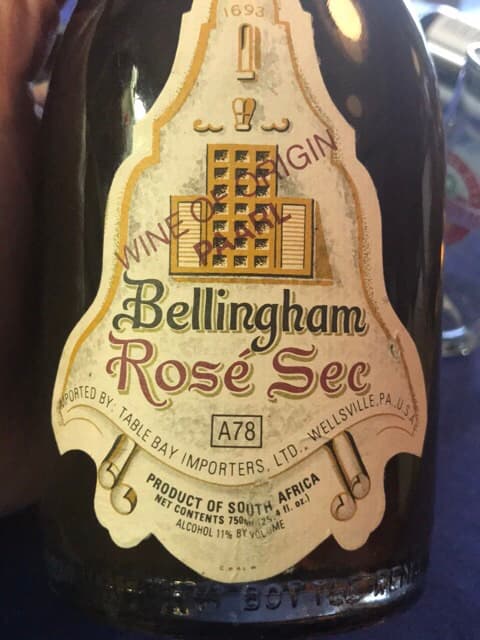 1693
WINE OF ORIGIN
PAARL
Bellingham
Rosé Sec
A78
IMPORTED BY: TABLE BAY IMPORTERS, LTD., WELLSVILLE, PA., U.S.A.
PRODUCT OF SOUTH AFRICA
NET CONTENTS 750ml (25.4 fl. oz.)
ALCOHOL 11% BY VOLUME
BOTTLE